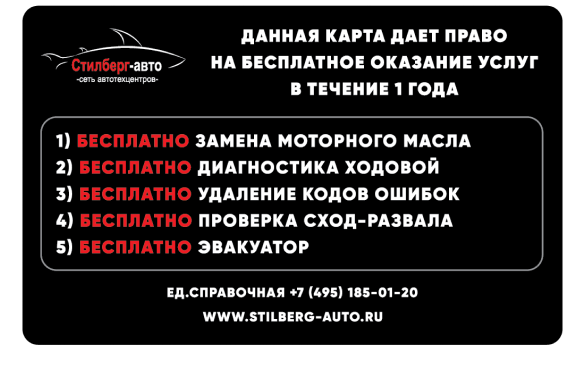 Стилберг-авто
-сеть автотехцентров-
ДАННАЯ КАРТА ДАЕТ ПРАВО
НА БЕСПЛАТНОЕ ОКАЗАНИЕ УСЛУГ
В ТЕЧЕНИЕ 1 ГОДА
1) БЕСПЛАТНО ЗАМЕНА МОТОРНОГО МАСЛА
2) БЕСПЛАТНО ДИАГНОСТИКА ХОДОВОЙ
3) БЕСПЛАТНО УДАЛЕНИЕ КОДОВ ОШИБОК
4) БЕСПЛАТНО ПРОВЕРКА СХОД-РАЗВАЛА
5) БЕСПЛАТНО ЭВАКУАТОР
ЕД.СПРАВОЧНАЯ +7 (495) 185-01-20
WWW.STILBERG-AUTO.RU